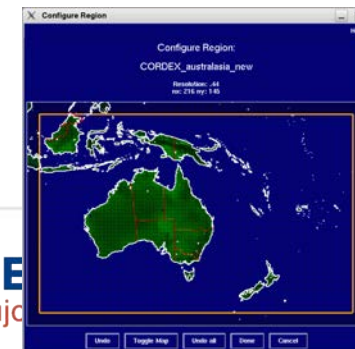 Configure Region
Configure Region:
CORDEX_australasia_new
Resolution: .44
nx: 216 ny: 145
E
Undo
Toggle Map
Undo all
Done
Cancel